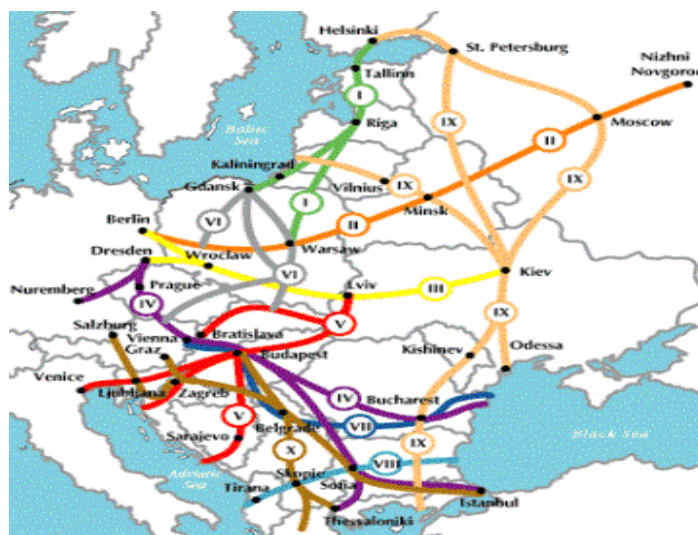 Helsinki
St. Petersburg
Nizhni
Novgorod
Tallinn
I
Baltic
Sea
Riga
IX
Moscow
II
Kaliningrad
Gdansk
Vilnius
IX
IX
Minsk
VI
I
II
Berlin
Warsaw
Dresden
Wroclaw
VI
Kiev
Nuremberg
Prague
Lviv
III
IV
Salzburg
V
IX
Vienna
Bratislava
Graz
Budapest
Kishinev
Odessa
Venice
Ljubljana
Zagreb
IV
Bucharest
V
VII
Belgrade
IX
Sarajevo
Black Sea
X
VIII
Adriatic
Sea
Skopje
Sofia
Tirana
Istanbul
Thessaloniki